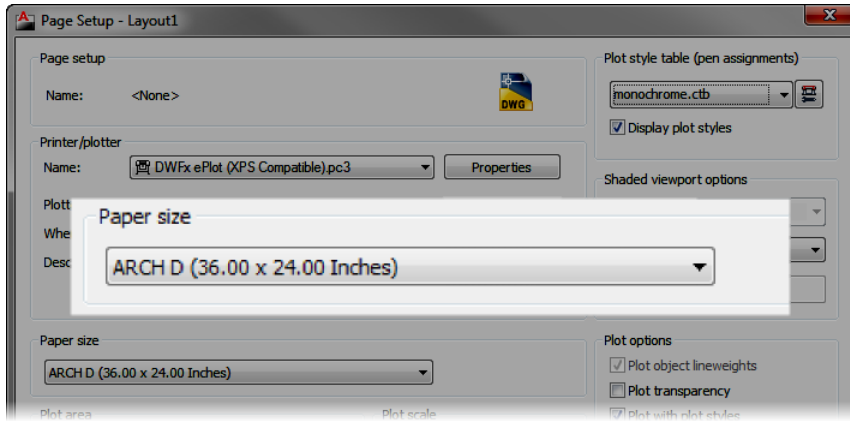 Page Setup - Layout1
Page setup
Name: <None>
DWG
Plot style table (pen assignments)
monochrome.ctb
Display plot styles
Printer/plotter
Name: DWFx ePlot (XPS Compatible).pc3 Properties
Shaded viewport options
Plott
Whe
Desc
Paper size
ARCH D (36.00 x 24.00 Inches)
Paper size
ARCH D (36.00 x 24.00 Inches)
Plot options
Plot object lineweights
Plot transparency
Plot with plot styles
Plot area Plot scale